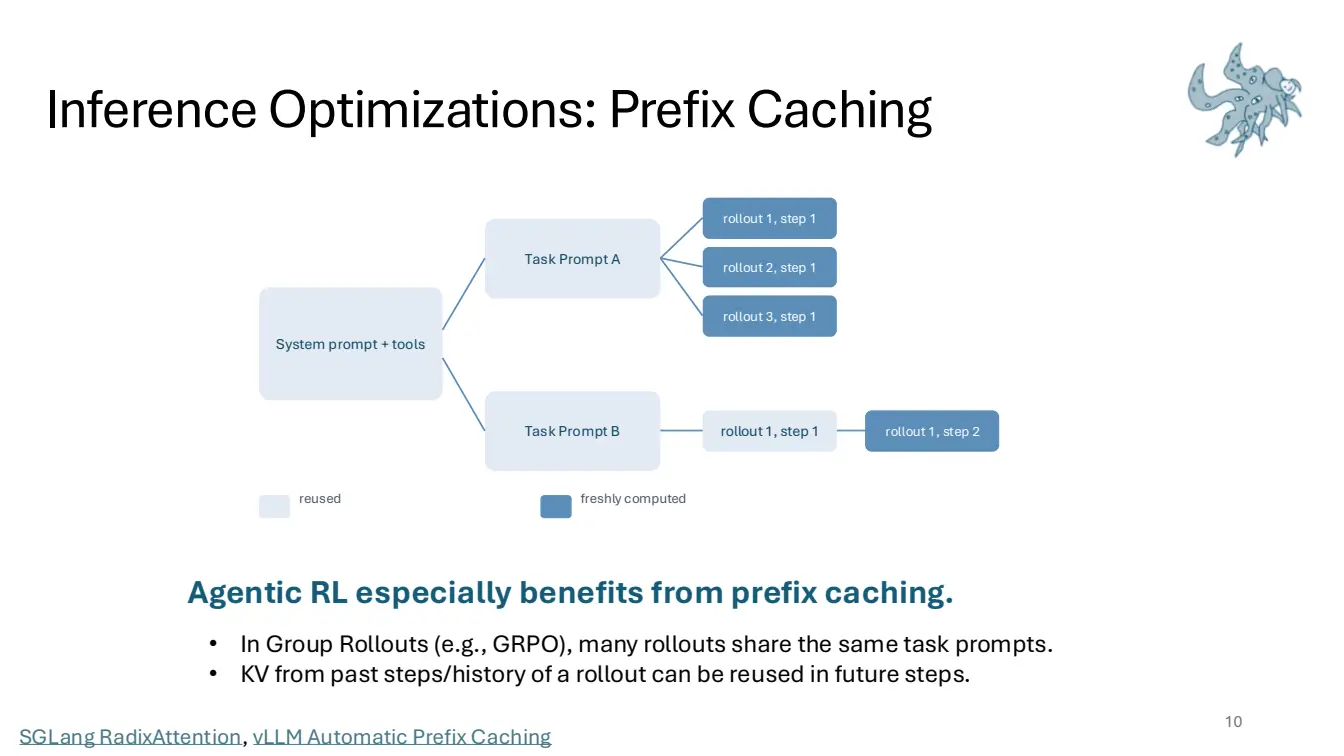 Inference Optimizations: Prefix Caching
System prompt + tools
Task Prompt A
rollout 1, step 1
rollout 2, step 1
rollout 3, step 1
Task Prompt B
rollout 1, step 1
rollout 1, step 2
reused
freshly computed
Agentic RL especially benefits from prefix caching.
• In Group Rollouts (e.g., GRPO), many rollouts share the same task prompts.
• KV from past steps/history of a rollout can be reused in future steps.
10
SGLang RadixAttention, vLLM Automatic Prefix Caching